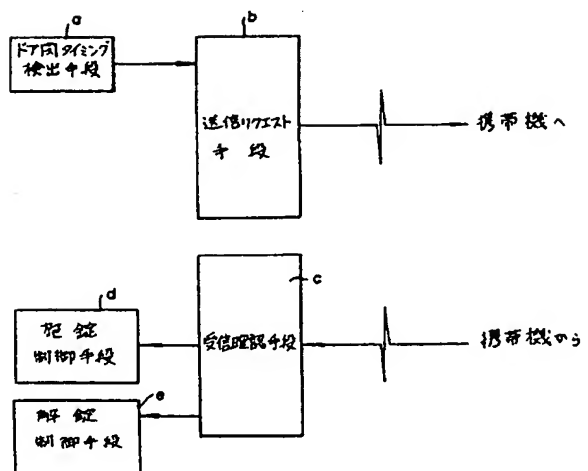 a
ドア閉タイミング
検出手段
b
送信リクエスト
手段
携帯機へ
c
受信確認手段
携帯機から
d
施錠
制御手段
e
解錠
制御手段